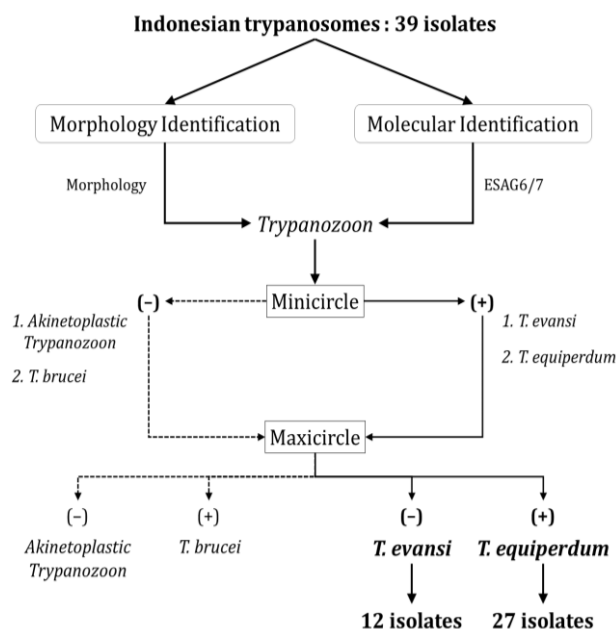 Indonesian trypanosomes : 39 isolates
Morphology Identification
Molecular Identification
Morphology
ESAG6/7
Trypanozoon
(−)
Minicircle
(+)
1. Akinetoplastic
Trypanozoon
2. T. brucei
1. T. evansi
2. T. equiperdum
Maxicircle
(−)
(+)
(−)
(+)
Akinetoplastic
Trypanozoon
T. brucei
T. evansi
T. equiperdum
12 isolates
27 isolates